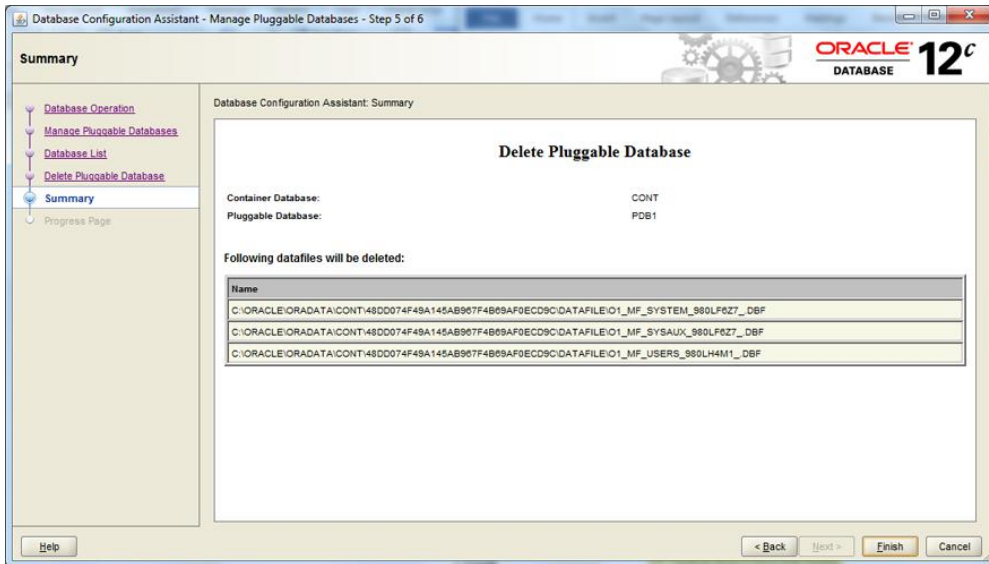 Database Configuration Assistant - Manage Pluggable Databases - Step 5 of 6
Summary
ORACLE
DATABASE
12c
Database Operation
Manage Pluggable Databases
Database List
Delete Pluggable Database
Summary
Progress Page
Database Configuration Assistant: Summary
Delete Pluggable Database
Container Database: CONT
Pluggable Database: PDB1
Following datafiles will be deleted:
Name
C:\ORACLE\ORADATA\CONT\48DD074F49A145AB967F4B69AF0ECD9C\DATAFILE\O1_MF_SYSTEM_980LF6Z7_.DBF
C:\ORACLE\ORADATA\CONT\48DD074F49A145AB967F4B69AF0ECD9C\DATAFILE\O1_MF_SYSAUX_980LF6Z7_.DBF
C:\ORACLE\ORADATA\CONT\48DD074F49A145AB967F4B69AF0ECD9C\DATAFILE\O1_MF_USERS_980LH4M1_.DBF
Help
< Back
Next >
Finish
Cancel